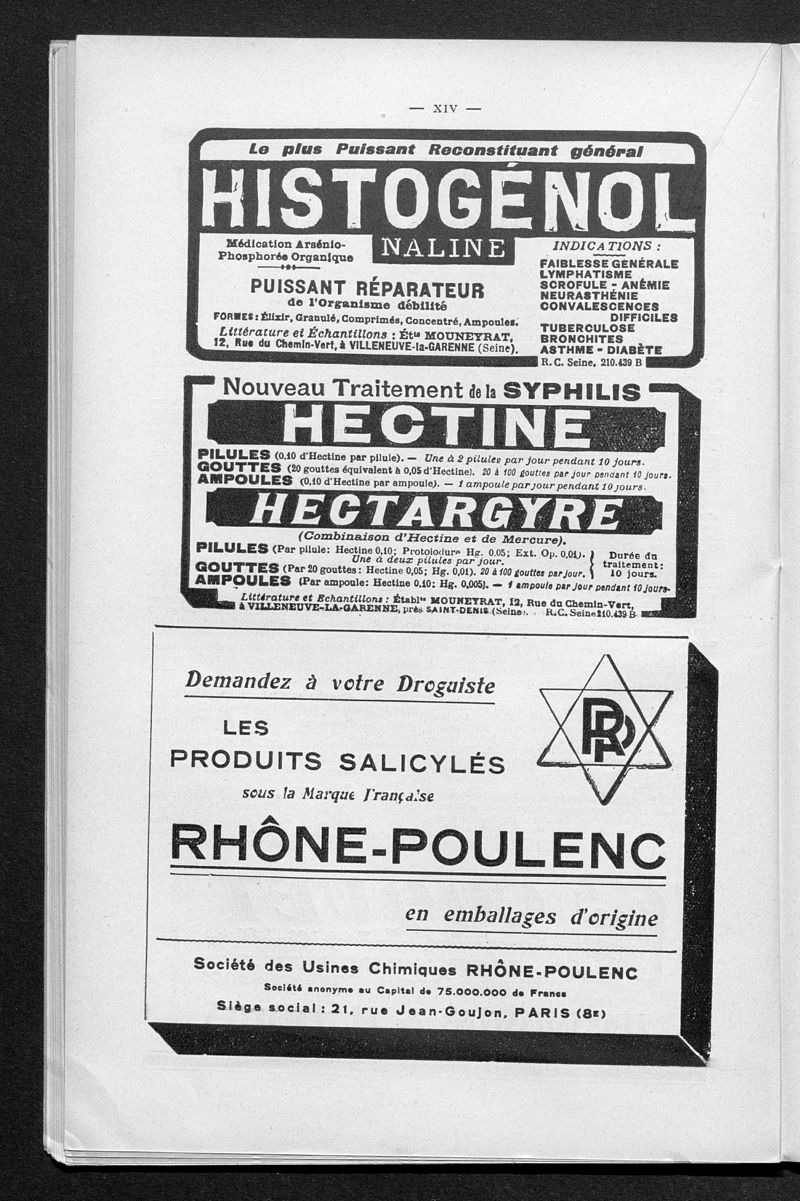 — XIV —
Le plus Puissant Reconstituant général
HISTOGÉNOL
NALINE
Médication Arsénio-
Phosphorée Organique
PUISSANT RÉPARATEUR
de l'Organisme débilité
FORMES : Élixir, Granulé, Comprimés, Concentré, Ampoules.
Littérature et Échantillons : Éts MOUNEYRAT,
12, Rue du Chemin-Vert, à VILLENEUVE-la-GARENNE (Seine).
INDICATIONS :
FAIBLESSE GÉNÉRALE
LYMPHATISME
SCROFULE - ANÉMIE
NEURASTHÉNIE
CONVALESCENCES
DIFFICILES
TUBERCULOSE
BRONCHITES
ASTHME - DIABÈTE
R. C. Seine, 210.439 B
Nouveau Traitement de la SYPHILIS
HECTINE
PILULES (0,10 d'Hectine par pilule). — Une à 2 pilules par jour pendant 10 jours.
GOUTTES (20 gouttes équivalent à 0,05 d'Hectine). 20 à 100 gouttes par jour pendant 10 jours.
AMPOULES (0,10 d'Hectine par ampoule). — 1 ampoule par jour pendant 10 jours.
HECTARGYRE
(Combinaison d'Hectine et de Mercure).
PILULES (Par pilule: Hectine 0,10; Protoiodure Hg. 0.05; Ext. Op. 0,01).
Une à deux pilules par jour.
GOUTTES (Par 20 gouttes : Hectine 0,05; Hg. 0,01). 20 à 100 gouttes par jour.
Durée du
traitement:
10 jours.
AMPOULES (Par ampoule: Hectine 0.10; Hg. 0,005). — 1 ampoule par jour pendant 10 jours.
Littérature et Echantillons : Établts MOUNEYRAT, 12, Rue du Chemin-Vert,
à VILLENEUVE-LA-GARENNE, près SAINT-DENIS (Seine). R. C. Seine 210.439 B
Demandez à votre Droguiste
LES
PRODUITS SALICYLÉS
sous la Marque Française
RHÔNE-POULENC
en emballages d'origine
Société des Usines Chimiques RHÔNE-POULENC
Société anonyme au Capital de 75.000.000 de Francs
Siège social : 21, rue Jean-Goujon, PARIS (8E)